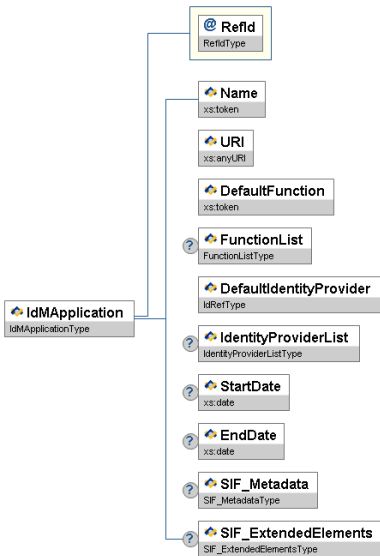 @ RefId
RefIdType
Name
xs:token
URI
xs:anyURI
DefaultFunction
xs:token
? FunctionList
FunctionListType
DefaultIdentityProvider
IdRefType
IdMApplication
IdMApplicationType
? IdentityProviderList
IdentityProviderListType
? StartDate
xs:date
? EndDate
xs:date
? SIF_Metadata
SIF_MetadataType
? SIF_ExtendedElements
SIF_ExtendedElementsType